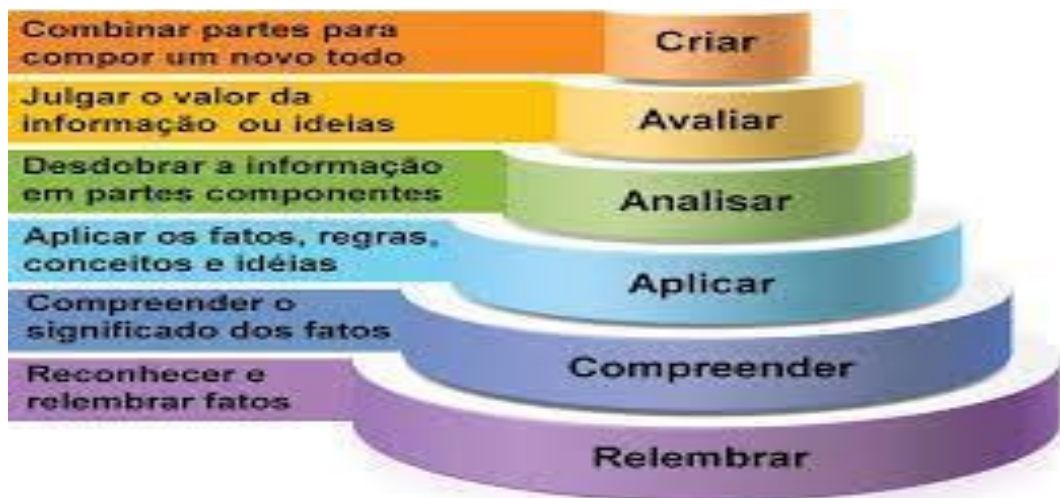 Combinar partes para
compor um novo todo
Criar
Julgar o valor da
informação ou ideias
Avaliar
Desdobrar a informação
em partes componentes
Analisar
Aplicar os fatos, regras,
conceitos e idéias
Aplicar
Compreender o
significado dos fatos
Compreender
Reconhecer e
relembrar fatos
Relembrar